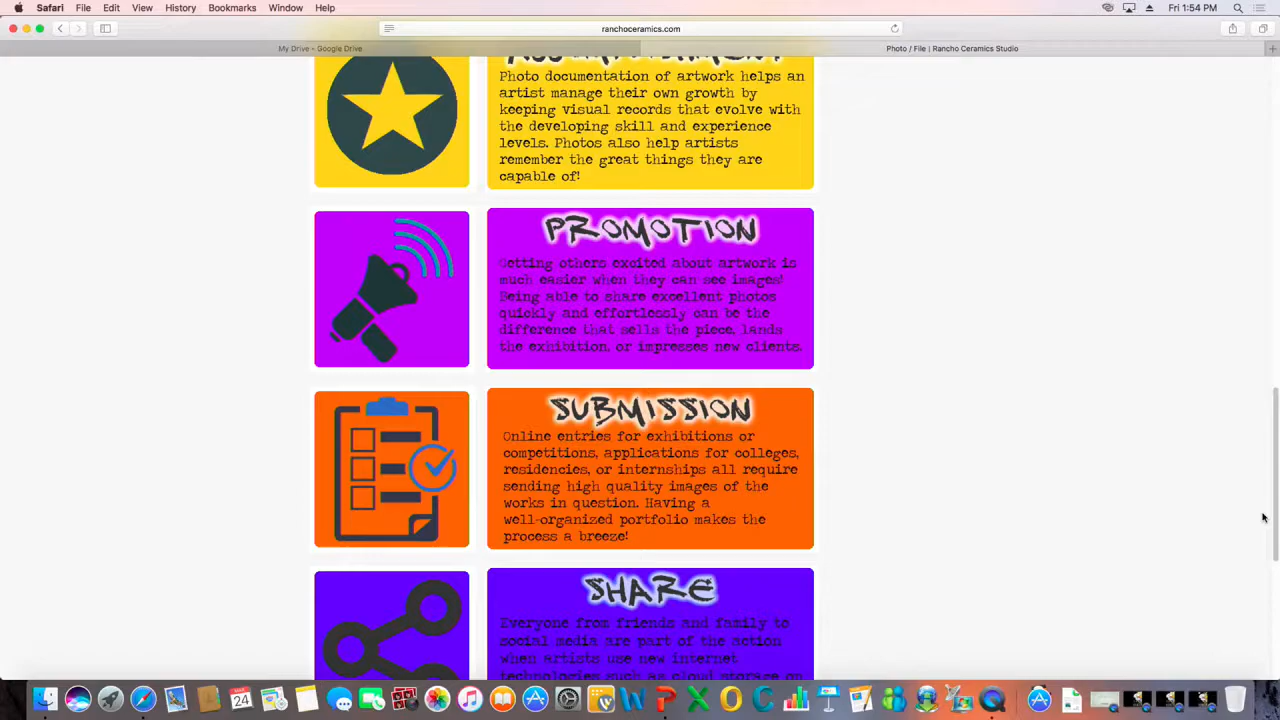 Safari File Edit View History Bookmarks Window Help Fri 1:54 PM
ranchoceramics.com
My Drive - Google Drive Photo / File | Rancho Ceramics Studio
Photo documentation of artwork helps an
artist manage their own growth by
keeping visual records that evolve with
the developing skill and experience
levels. Photos also help artists
remember the great things they are
capable of!
PROMOTION
Getting others excited about artwork is
much easier when they can see images!
Being able to share excellent photos
quickly and effortlessly can be the
difference that sells the piece, lands
the exhibition, or impresses new clients.
SUBMISSION
Online entries for exhibitions or
competitions, applications for colleges,
residencies, or internships all require
sending high quality images of the
works in question. Having a
well-organized portfolio makes the
process a breeze!
SHARE
Everyone from friends and family to
social media are part of the action
when artists use new internet
technologies such as cloud storage on
24